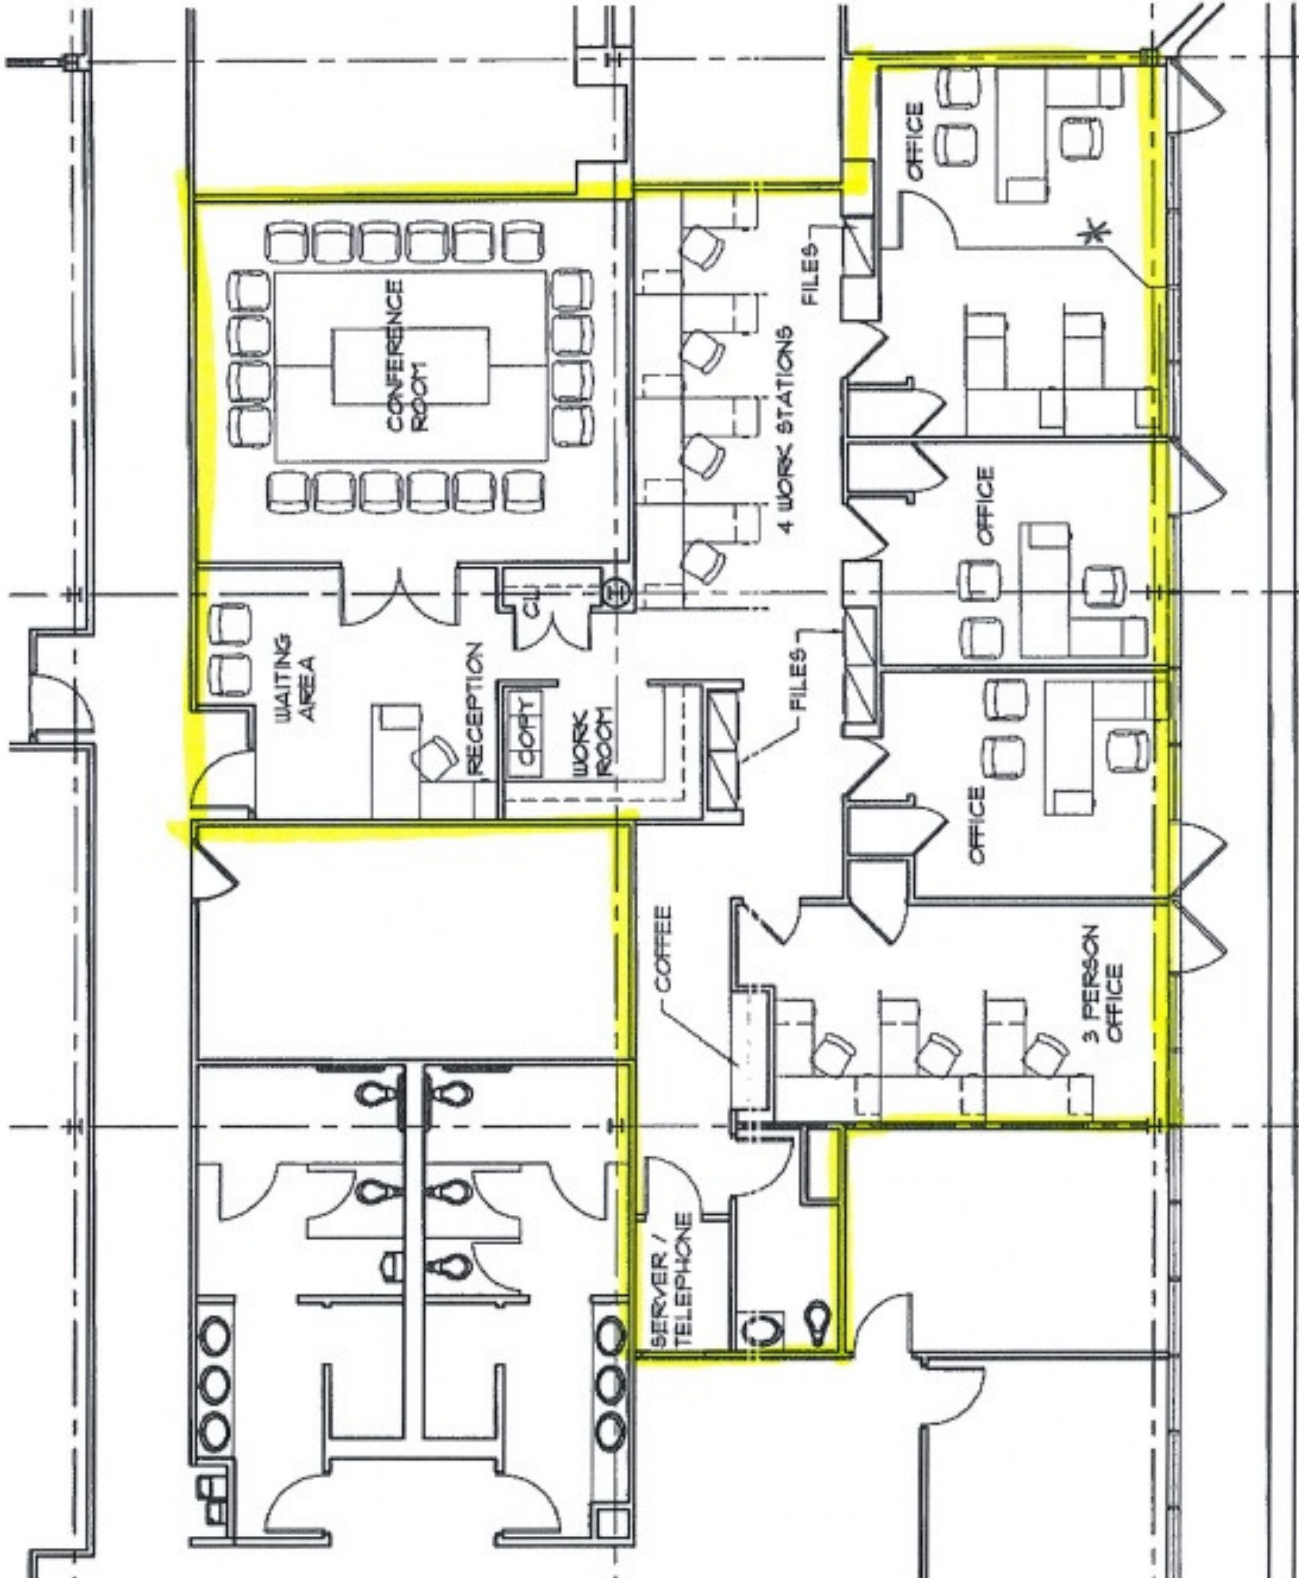 OFFICE
FILES
CONFERENCE
ROOM
4 WORK STATIONS
OFFICE
CL
WAITING
AREA
RECEPTION
COPY
WORK
ROOM
FILES
OFFICE
COFFEE
3 PERSON
OFFICE
SERVER /
TELEPHONE